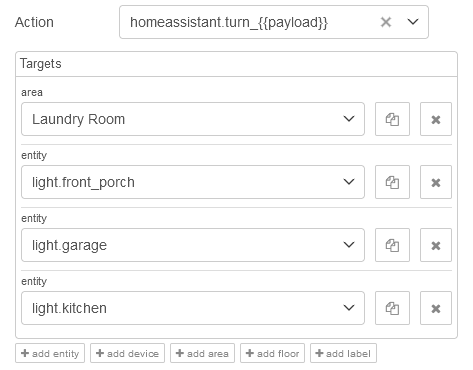 Action
homeassistant.turn_{{payload}}
Targets
area
Laundry Room
entity
light.front_porch
entity
light.garage
entity
light.kitchen
add entity add device add area add floor add label